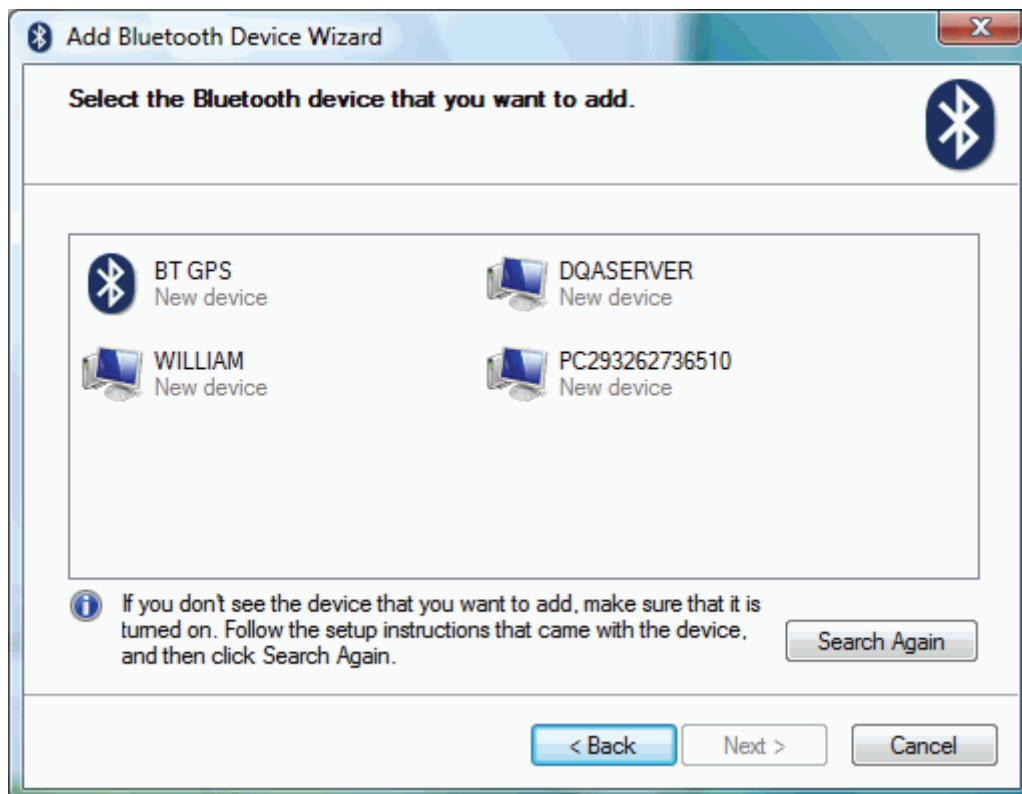 Add Bluetooth Device Wizard
Select the Bluetooth device that you want to add.
BT GPS
New device
DQASERVER
New device
WILLIAM
New device
PC293262736510
New device
If you don't see the device that you want to add, make sure that it is
turned on. Follow the setup instructions that came with the device,
and then click Search Again.
Search Again
< Back
Next >
Cancel